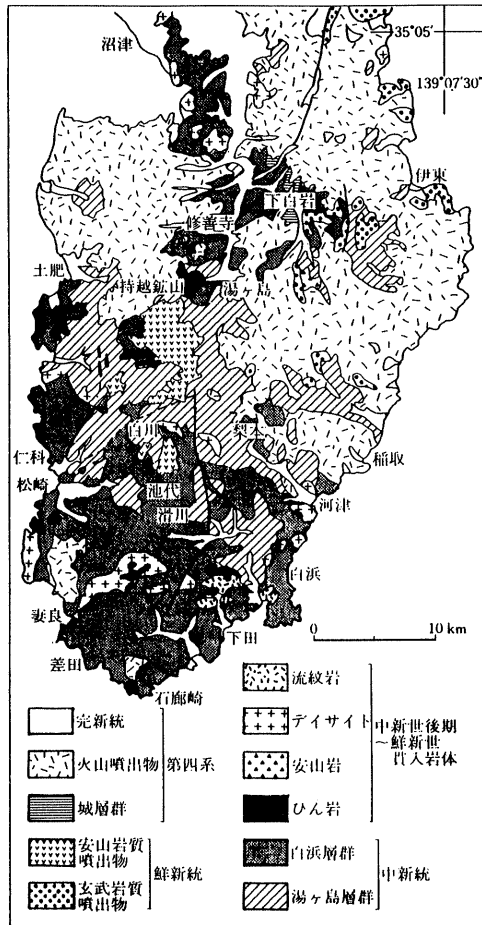 沼津
35°05′
139°07′30″
伊東
下白岩
修善寺
土肥
持越鉱山
湯ヶ島
白川
梨本
稲取
仁科
松崎
池代
滑川
河津
白浜
妻良
下田
差田
石廊崎
0 10 km
完新統
火山噴出物
第四系
城層群
安山岩質
噴出物
鮮新統
玄武岩質
噴出物
流紋岩
デイサイト
中新世後期
～鮮新世
貫入岩体
安山岩
ひん岩
白浜層群
中新統
湯ヶ島層群